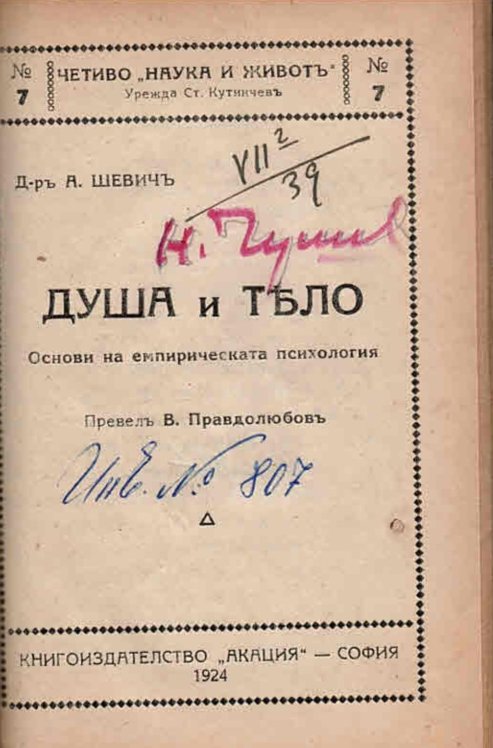 № 7 ЧЕТИВО „НАУКА И ЖИВОТЪ“ № 7
Урежда Ст. Кутинчевъ
Д-ръ А. ШЕВИЧЪ
VII 2
39
Н.
ДУША и ТѢЛО
Основи на емпирическата психология
Превелъ В. Правдолюбовъ
Инв. № 807
КНИГОИЗДАТЕЛСТВО „АКАЦИЯ“ — СОФИЯ
1924